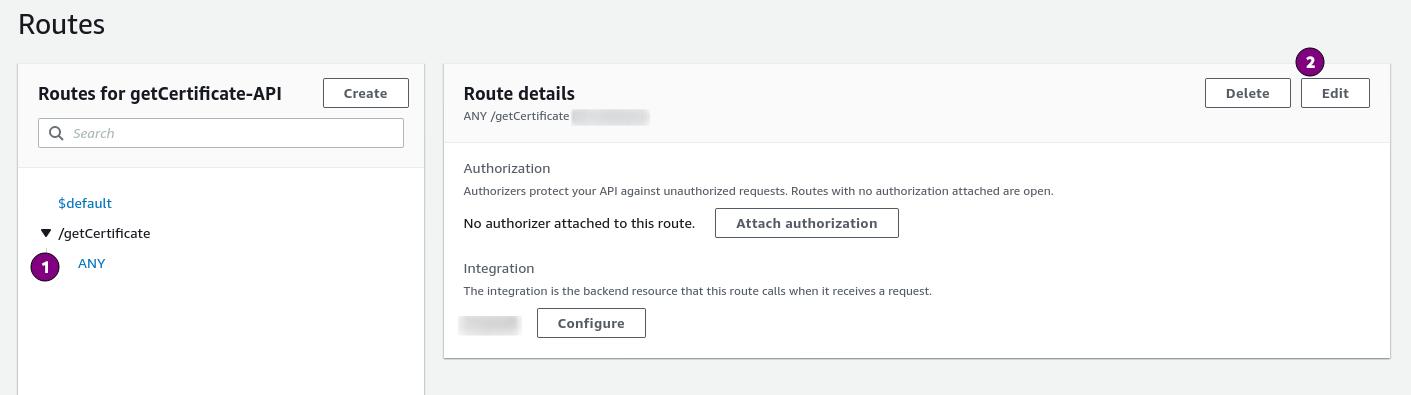 Routes
Routes for getCertificate-API
Create
Search
$default
/getCertificate
1
ANY
2
Route details
Delete
Edit
ANY /getCertificate
Authorization
Authorizers protect your API against unauthorized requests. Routes with no authorization attached are open.
No authorizer attached to this route.
Attach authorization
Integration
The integration is the backend resource that this route calls when it receives a request.
Configure